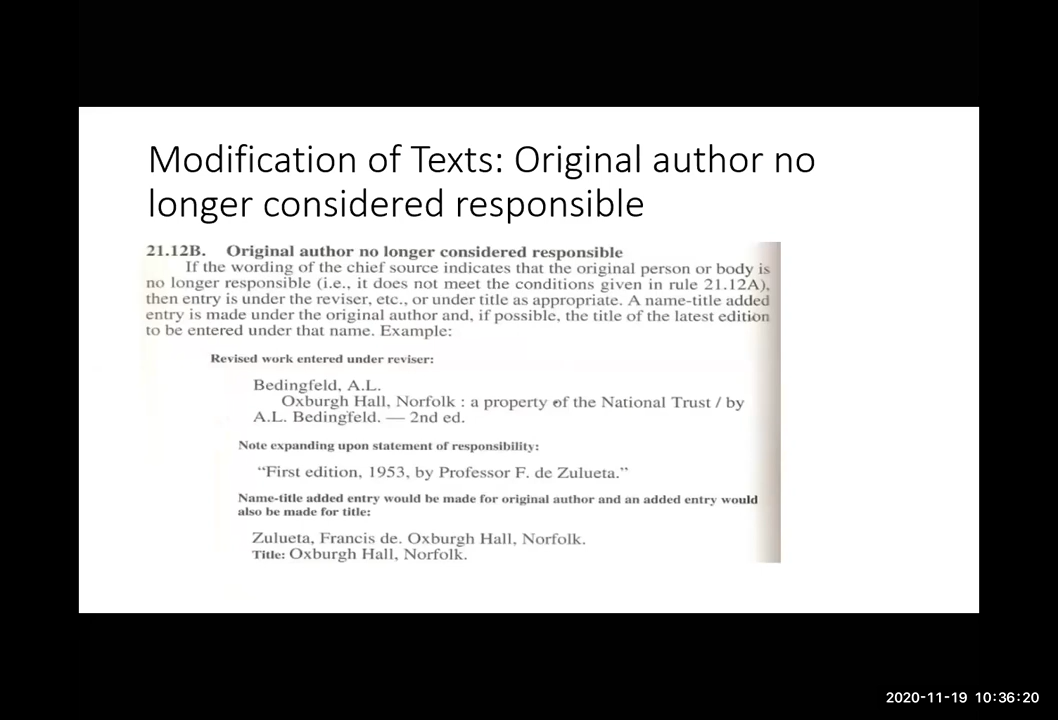 Modification of Texts: Original author no
longer considered responsible
21.12B. Original author no longer considered responsible
If the wording of the chief source indicates that the original person or body is
no longer responsible (i.e., it does not meet the conditions given in rule 21.12A),
then entry is under the reviser, etc., or under title as appropriate. A name-title added
entry is made under the original author and, if possible, the title of the latest edition
to be entered under that name. Example:
Revised work entered under reviser:
Bedingfeld, A.L.
Oxburgh Hall, Norfolk : a property of the National Trust / by
A.L. Bedingfeld. — 2nd ed.
Note expanding upon statement of responsibility:
“First edition, 1953, by Professor F. de Zulueta.”
Name-title added entry would be made for original author and an added entry would
also be made for title:
Zulueta, Francis de. Oxburgh Hall, Norfolk.
Title: Oxburgh Hall, Norfolk.
2020-11-19 10:36:20